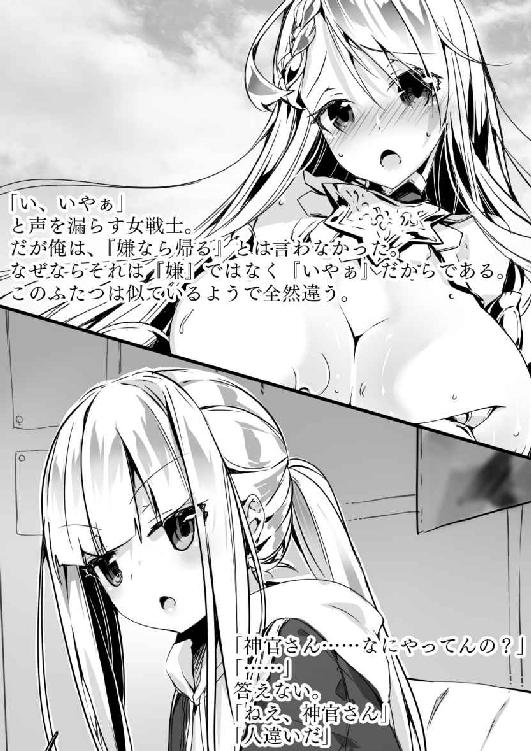 「い、いやぁ」
と声を漏らす女戦士。
だが俺は、『嫌なら帰る』とは言わなかった。
なぜならそれは『嫌』ではなく『いやぁ』だからである。
このふたつは似ているようで全然違う。
「神官さん……なにやってんの？」
「……」
答えない。
「ねえ、神官さん」
「人違いだ」